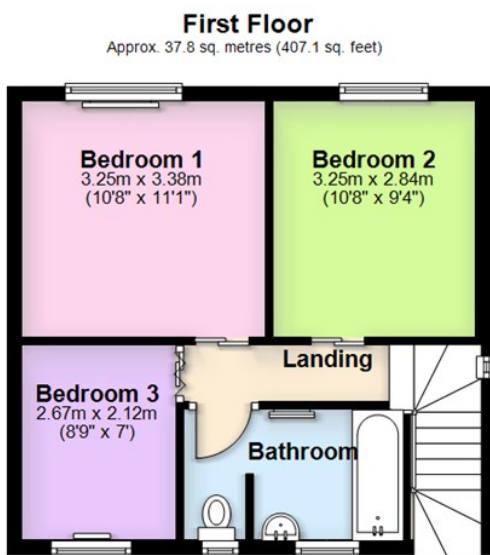 First Floor
Approx. 37.8 sq. metres (407.1 sq. feet)
Bedroom 1
3.25m x 3.38m
(10'8" x 11'1")
Bedroom 2
3.25m x 2.84m
(10'8" x 9'4")
Landing
Bedroom 3
2.67m x 2.12m
(8'9" x 7')
Bathroom